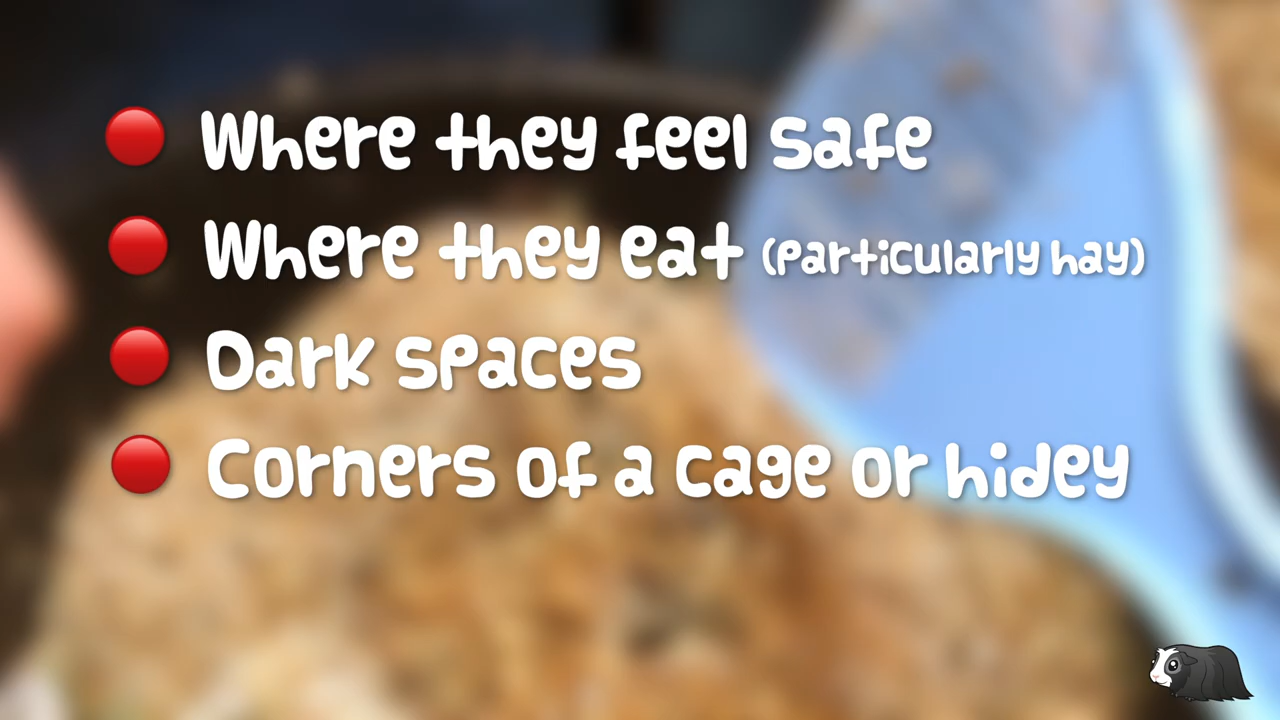 Where they feel safe
Where they eat (particularly hay)
Dark spaces
Corners of a cage or hidey